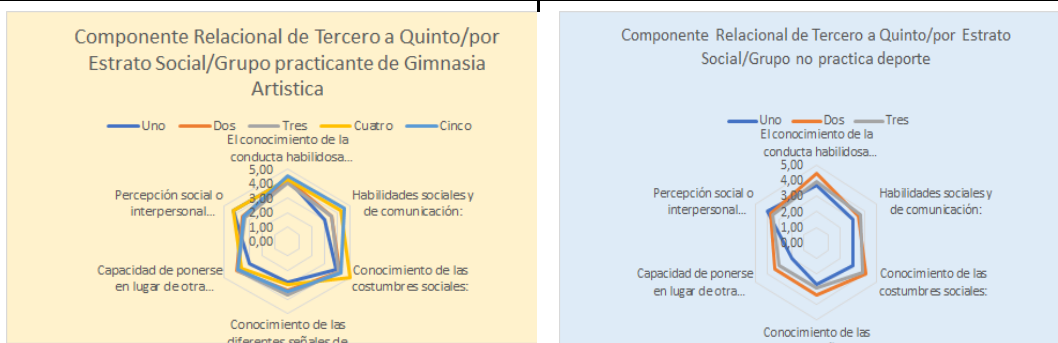 Componente Relacional de Tercero a Quinto/por
Estrato Social/Grupo practicante de Gimnasia
Artistica
Uno Dos Tres Cuatro Cinco
El conocimiento de la
conducta habilidosa...
5,00
4,00
3,00
2,00
1,00
0,00
Habilidades sociales y
de comunicación:
Conocimiento de las
costumbres sociales:
Conocimiento de las
diferentes señales de
Capacidad de ponerse
en lugar de otra...
Percepción social o
interpersonal...
Componente Relacional de Tercero a Quinto/por Estrato
Social/Grupo no practica deporte
Uno Dos Tres
El conocimiento de la
conducta habilidosa...
5,00
4,00
3,00
2,00
1,00
0,00
Habilidades sociales y
de comunicación:
Conocimiento de las
costumbres sociales:
Conocimiento de las
Capacidad de ponerse
en lugar de otra...
Percepción social o
interpersonal...